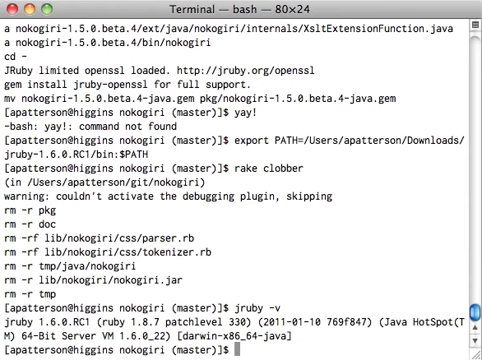 Terminal — bash — 80×24
a nokogiri-1.5.0.beta.4/ext/java/nokogiri/internals/XsltExtensionFunction.java
a nokogiri-1.5.0.beta.4/bin/nokogiri
cd -
JRuby limited openssl loaded. http://jruby.org/openssl
gem install jruby-openssl for full support.
mv nokogiri-1.5.0.beta.4-java.gem pkg/nokogiri-1.5.0.beta.4-java.gem
[apatterson@higgins nokogiri (master)]$ yay!
-bash: yay!: command not found
[apatterson@higgins nokogiri (master)]$ export PATH=/Users/apatterson/Downloads/
jruby-1.6.0.RC1/bin:$PATH
[apatterson@higgins nokogiri (master)]$ rake clobber
(in /Users/apatterson/git/nokogiri)
warning: couldn't activate the debugging plugin, skipping
rm -r pkg
rm -r doc
rm -rf lib/nokogiri/css/parser.rb
rm -rf lib/nokogiri/css/tokenizer.rb
rm -r tmp/java/nokogiri
rm -r lib/nokogiri/nokogiri.jar
rm -r tmp
[apatterson@higgins nokogiri (master)]$ jruby -v
jruby 1.6.0.RC1 (ruby 1.8.7 patchlevel 330) (2011-01-10 769f847) (Java HotSpot(T
M) 64-Bit Server VM 1.6.0_22) [darwin-x86_64-java]
[apatterson@higgins nokogiri (master)]$